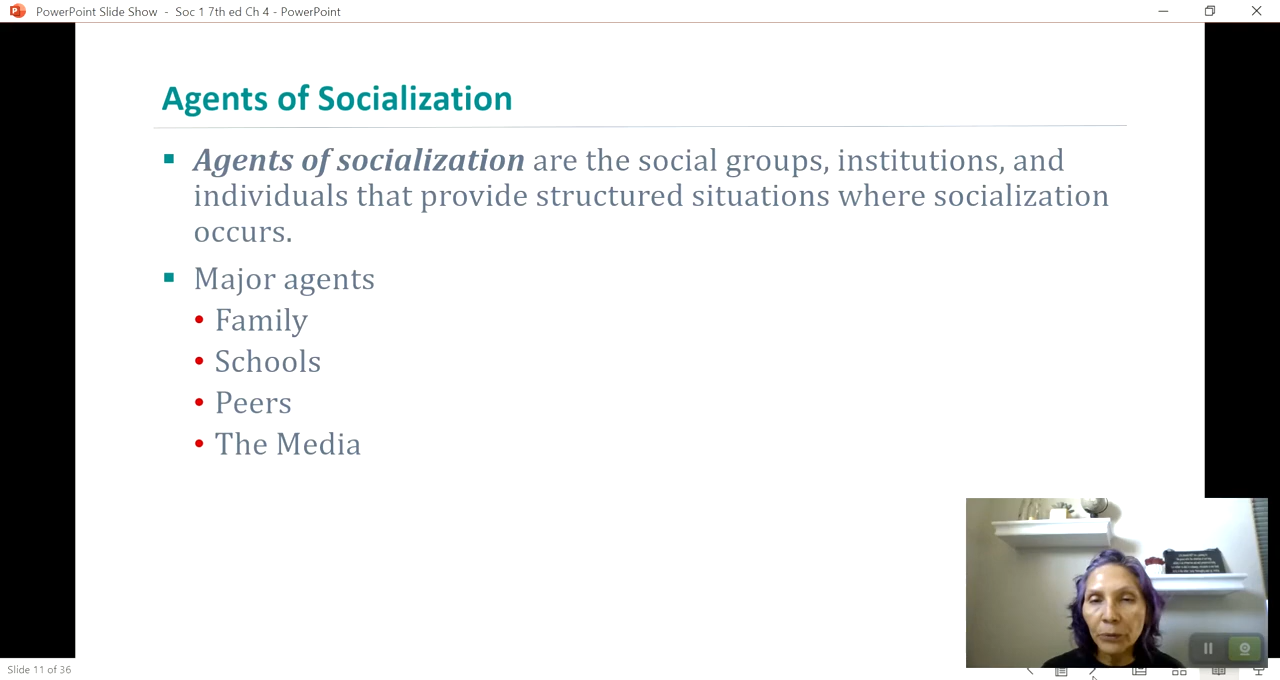 PowerPoint Slide Show - Soc 1 7th ed Ch 4 - PowerPoint
Agents of Socialization
Agents of socialization are the social groups, institutions, and
individuals that provide structured situations where socialization
occurs.
Major agents
Family
Schools
Peers
The Media
Slide 11 of 36